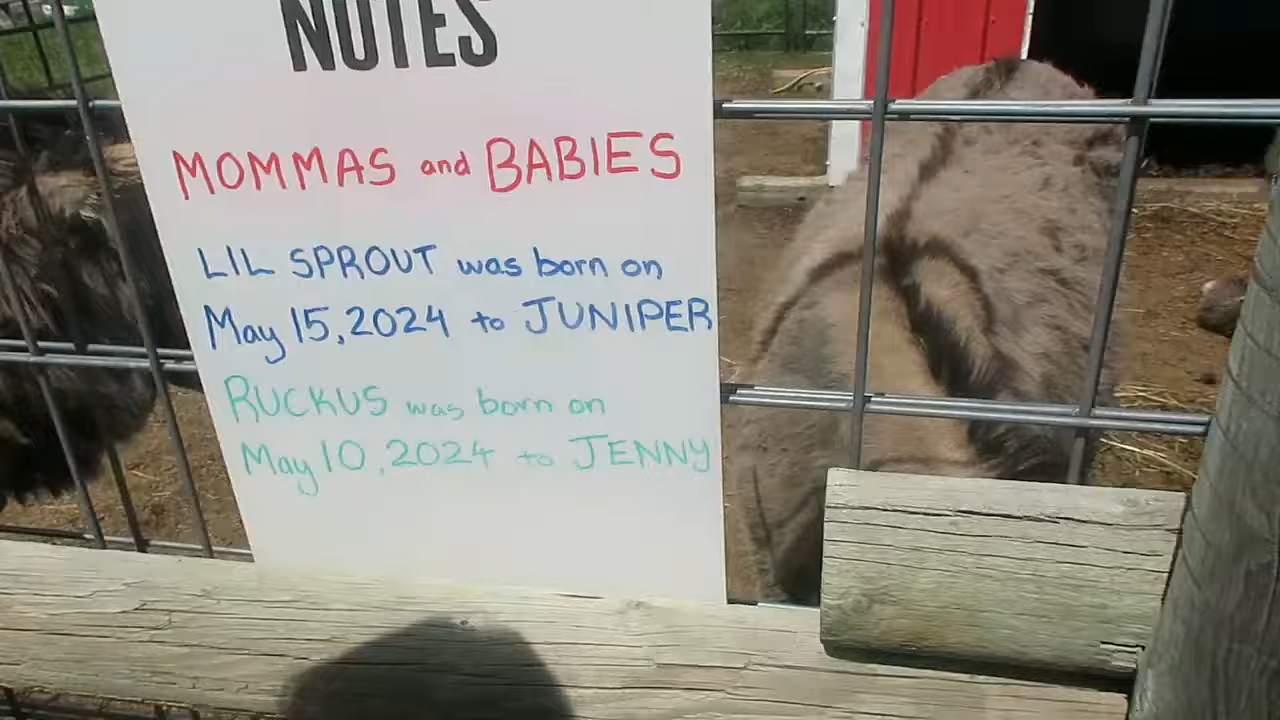 NOTES
MOMMAS and BABIES
LIL SPROUT was born on
May 15, 2024 to JUNIPER
RUCKUS was born on
May 10, 2024 to JENNY